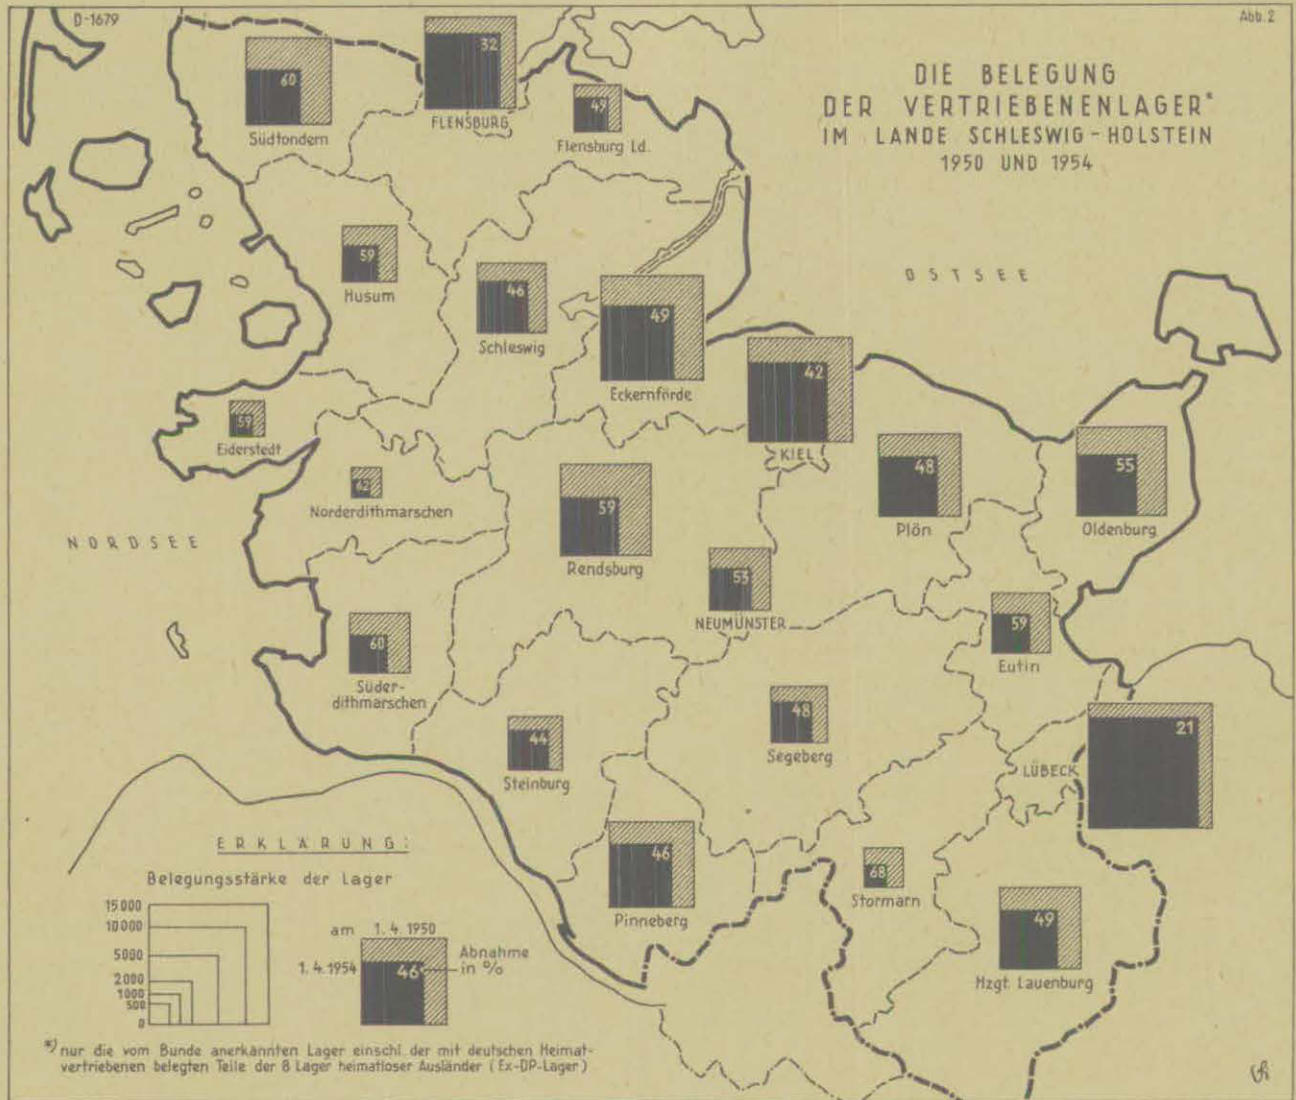 D-1679
Abb. 2
DIE BELEGUNG
DER VERTRIEBENENLAGER*
IM LANDE SCHLESWIG-HOLSTEIN
1950 UND 1954
60
Südtondern
32
FLENSBURG
49
Flensburg Ld.
59
Husum
46
Schleswig
49
Eckernförde
OSTSEE
42
KIEL
59
Eiderstedt
62
Norderdithmarschen
NORDSEE
59
Rendsburg
48
Plön
55
Oldenburg
53
NEUMÜNSTER
59
Eutin
60
Süder-
dithmarschen
44
Steinburg
48
Segeberg
21
LÜBECK
46
Pinneberg
68
Stormarn
49
Hzgt. Lauenburg
ERKLÄRUNG:
Belegungsstärke der Lager
15000
10000
5000
2000
1000
500
0
am 1.4.1950
1.4.1954
46
Abnahme
in %
*) nur die vom Bunde anerkannten Lager einschl der mit deutschen Heimat-
vertriebenen belegten Teile der 8 Lager heimatloser Ausländer (Ex-DP-Lager)